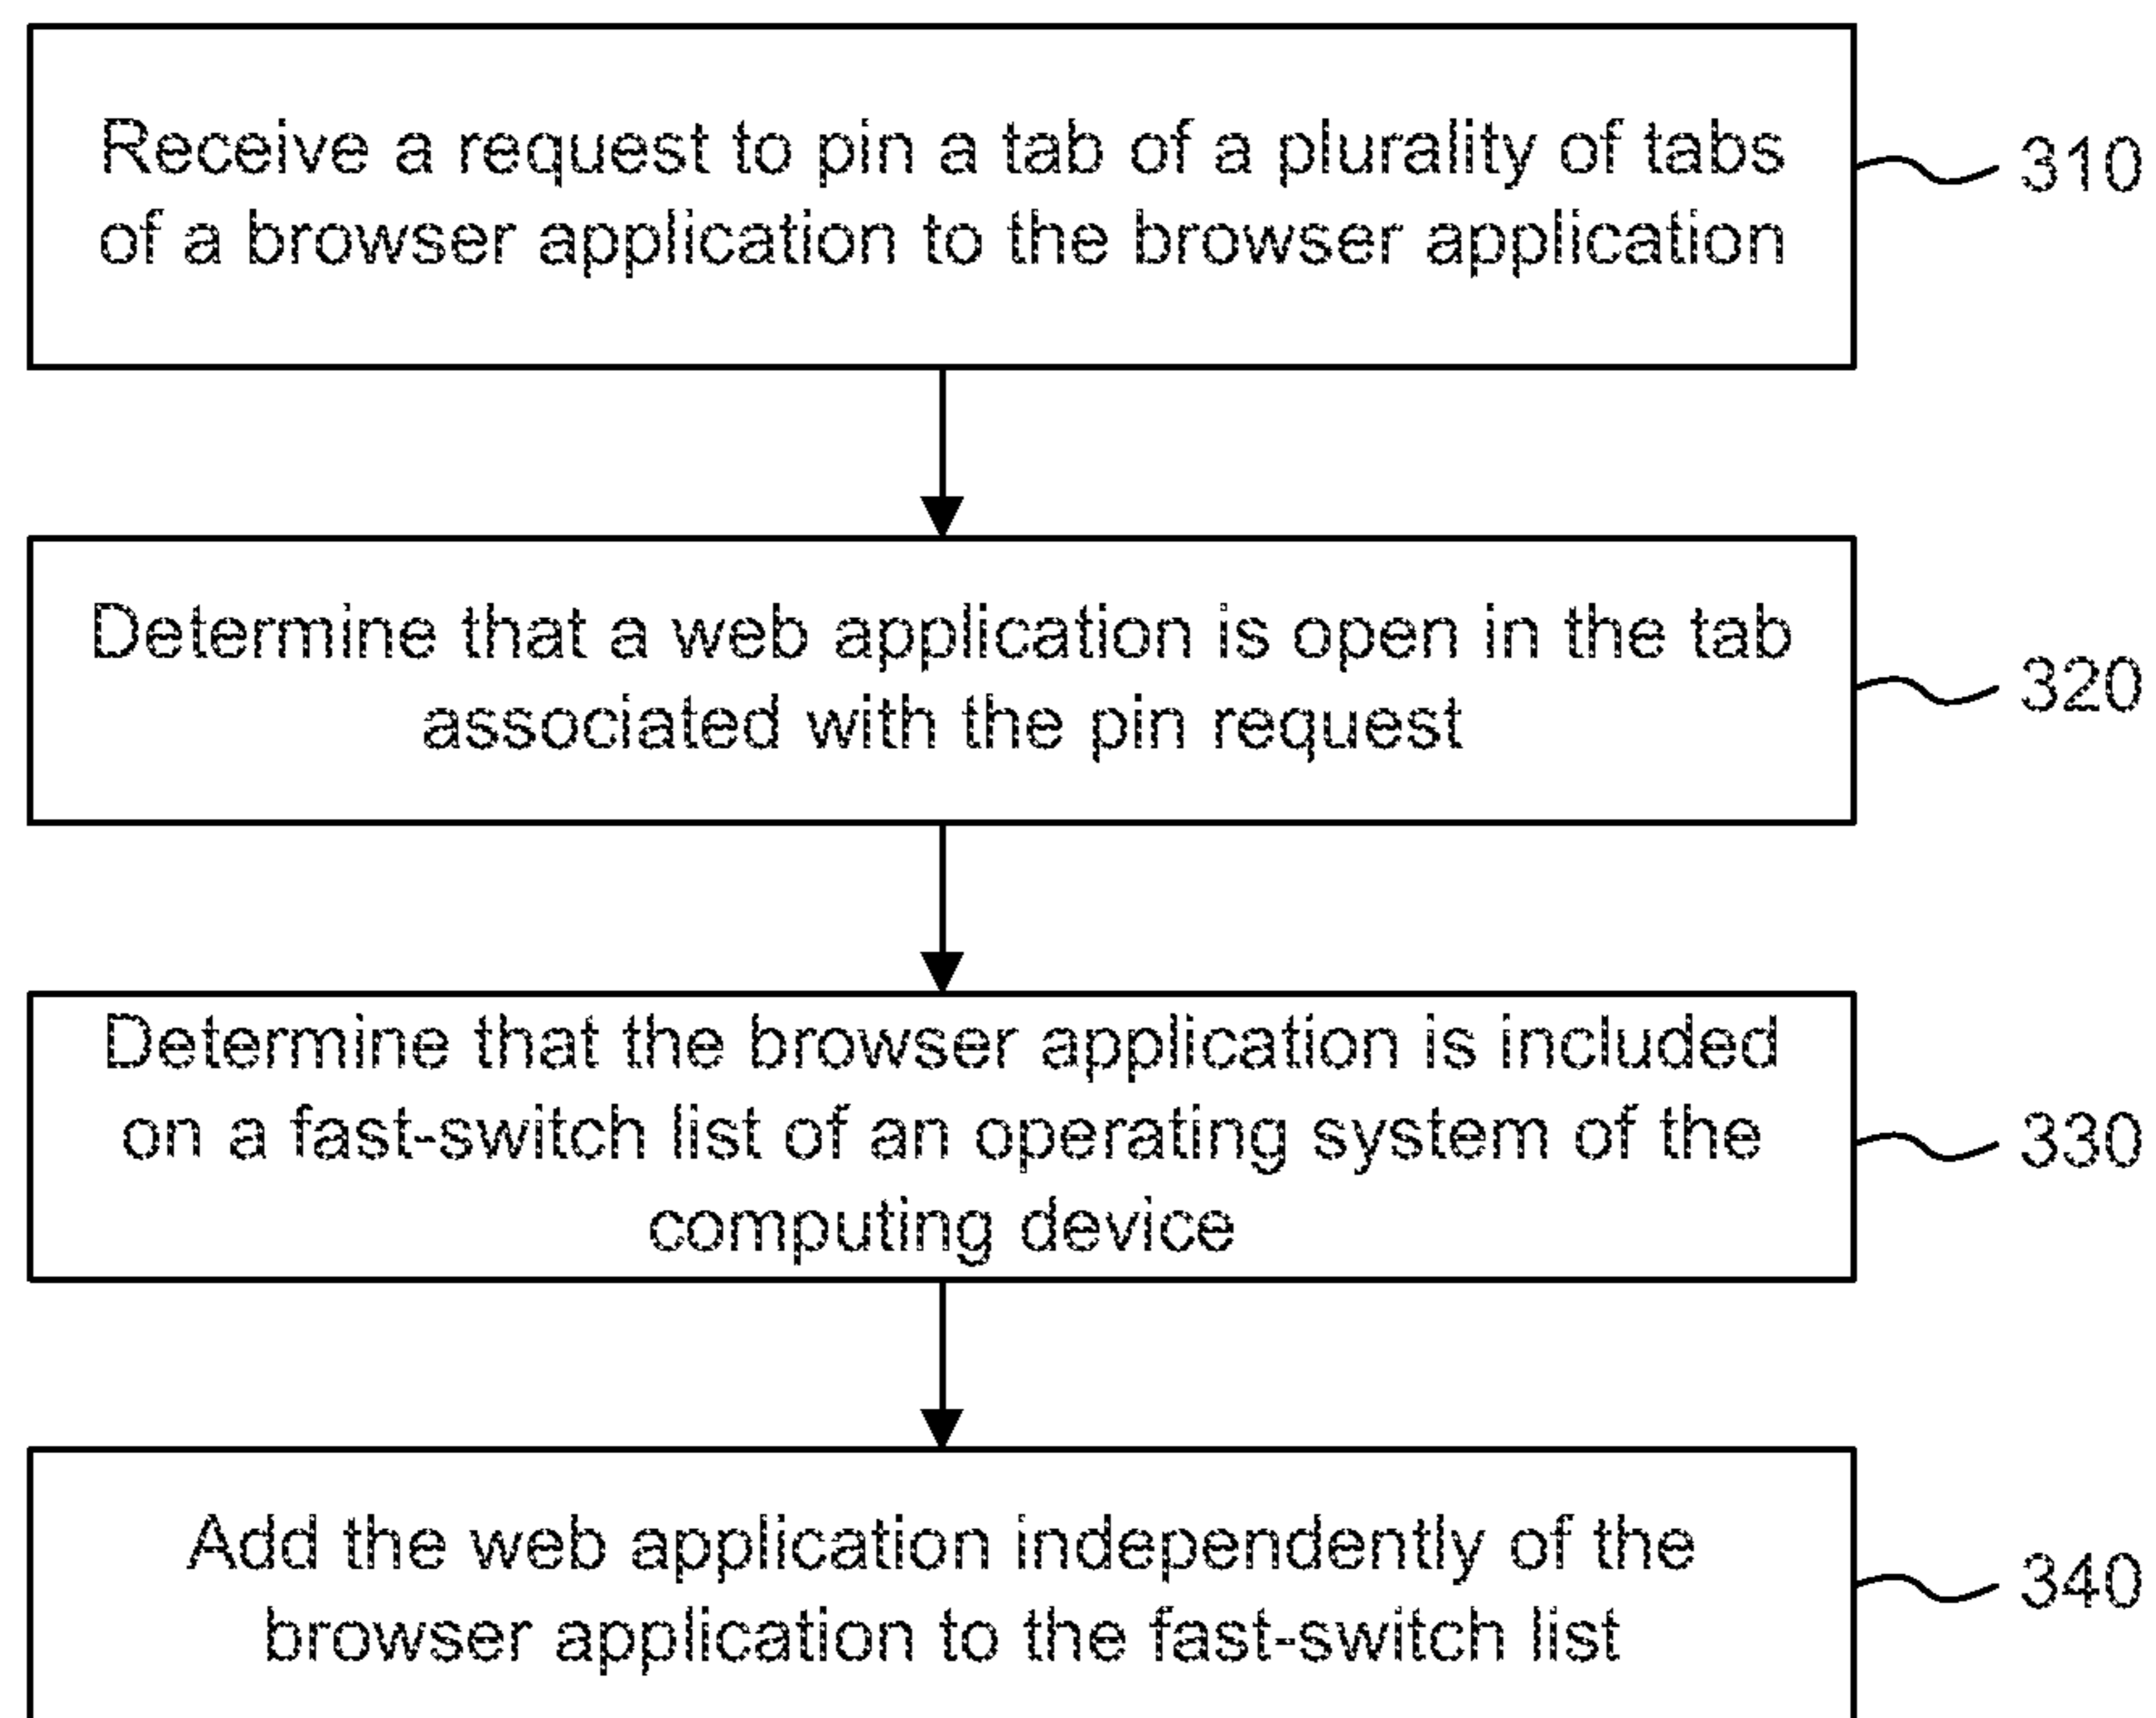 Receive a request to pin a tab of a plurality of tabs
of a browser application to the browser application
310
Determine that a web application is open in the tab
associated with the pin request
320
Determine that the browser application is included
on a fast-switch list of an operating system of the
computing device
330
Add the web application independently of the
browser application to the fast-switch list
340